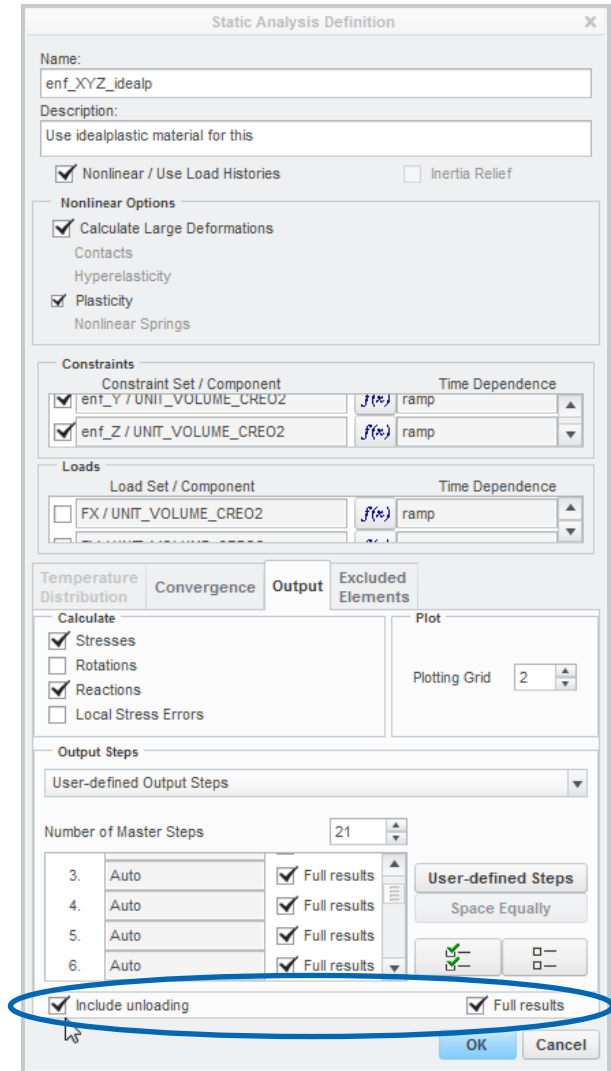 Static Analysis Definition
Name:
enf_XYZ_idealp
Description:
Use idealplastic material for this
Nonlinear / Use Load Histories Inertia Relief
Nonlinear Options
Calculate Large Deformations
Contacts
Hyperelasticity
Plasticity
Nonlinear Springs
Constraints
Constraint Set / Component Time Dependence
enf_Y / UNIT_VOLUME_CREO2 f(x) ramp
enf_Z / UNIT_VOLUME_CREO2 f(x) ramp
Loads
Load Set / Component Time Dependence
FX / UNIT_VOLUME_CREO2 f(x) ramp
Temperature Distribution Convergence Output Excluded Elements
Calculate Plot
Stresses
Rotations
Plotting Grid 2
Reactions
Local Stress Errors
Output Steps
User-defined Output Steps
Number of Master Steps 21
3. Auto Full results User-defined Steps
4. Auto Full results Space Equally
5. Auto Full results
6. Auto Full results
Include unloading Full results
OK Cancel